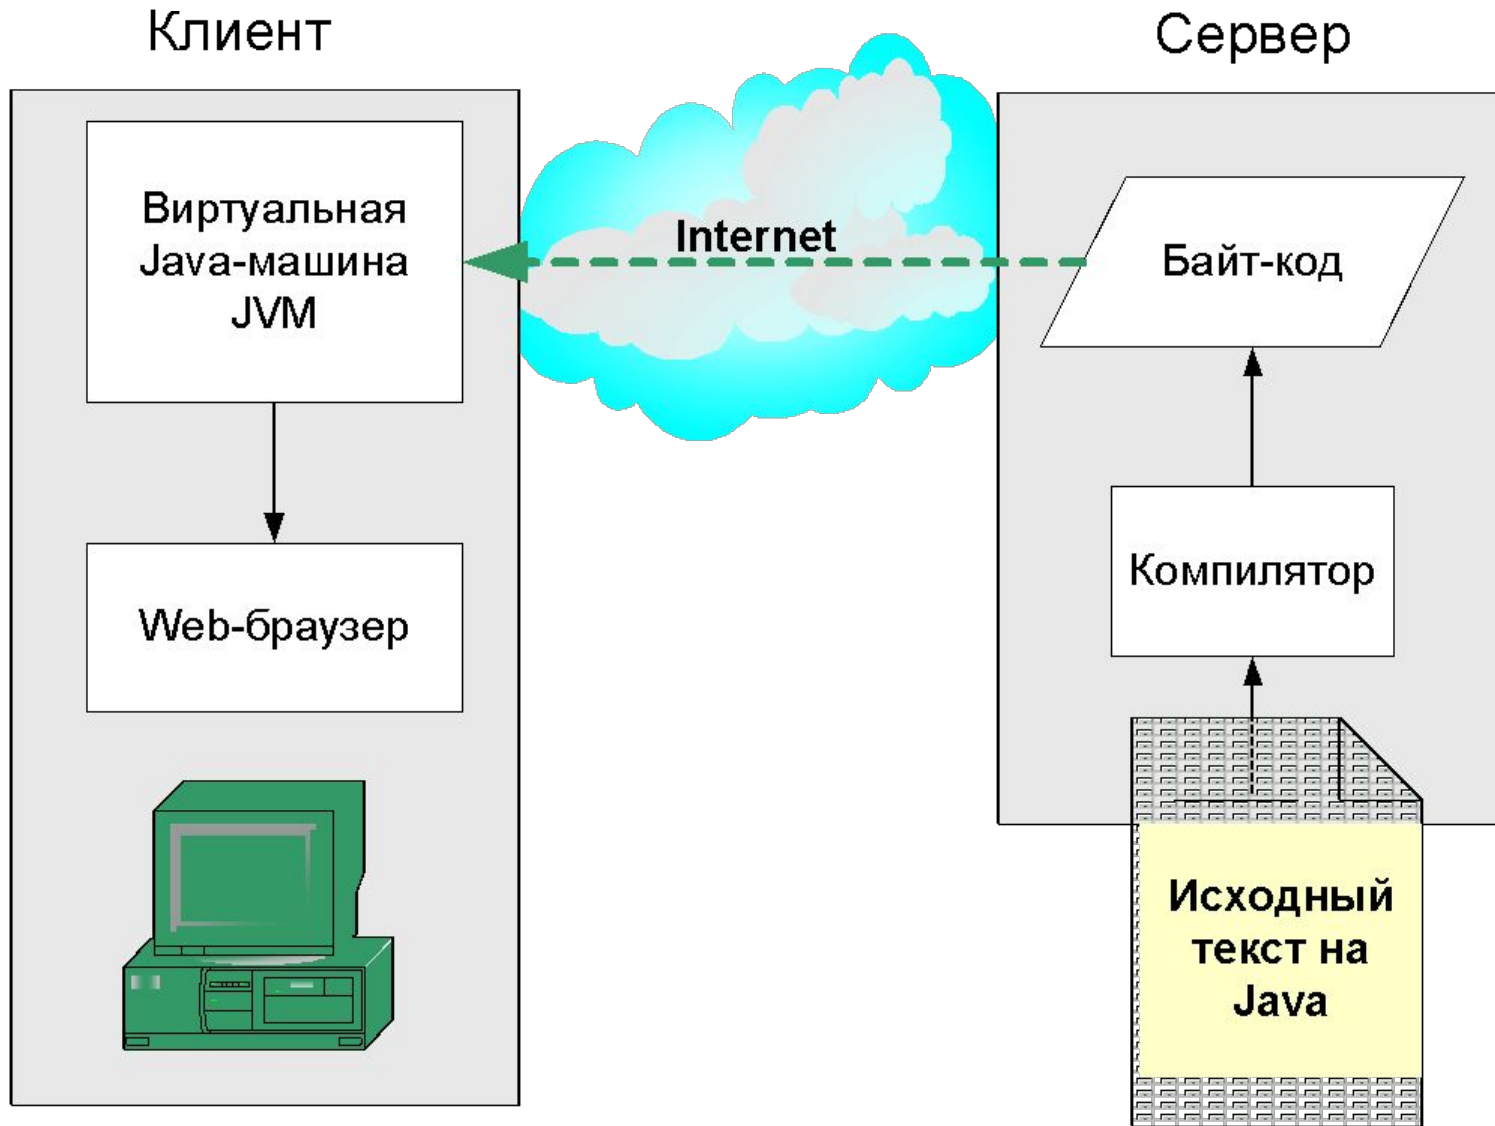 Клиент
Сервер
Виртуальная
Java-машина
JVM
Internet
Байт-код
Web-браузер
Компилятор
Исходный
текст на
Java